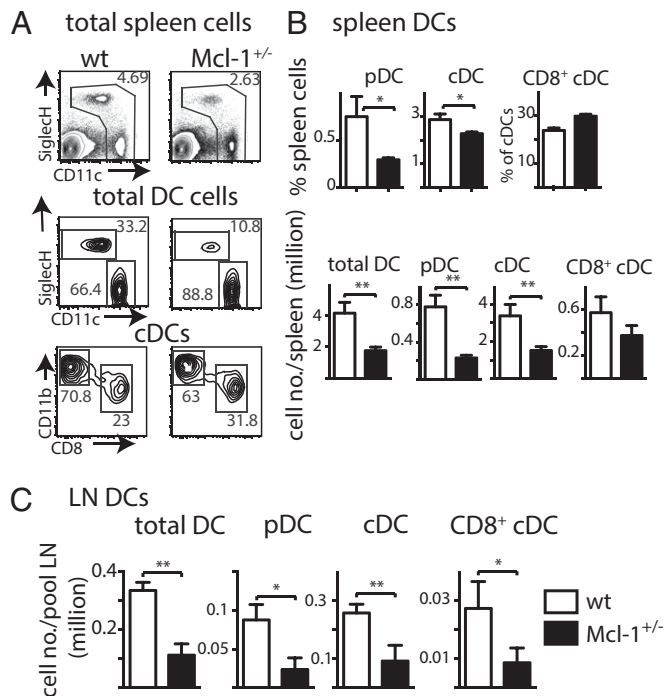 A total spleen cells
wt Mcl-1+/-
4.69 2.63
SiglecH
CD11c
total DC cells
33.2 10.8
66.4 88.8
SiglecH
CD11c
cDCs
70.8 23 63 31.8
CD11b
CD8
B spleen DCs
pDC cDC CD8+ cDC
% spleen cells
0.5 0
* 
3 2 1 0
*
% of cDCs
30 10
cell no./spleen (million)
total DC pDC cDC CD8+ cDC
4 2
**
0.8 0.4 0
**
4 2
**
0.6 0.2
C LN DCs
total DC pDC cDC CD8+ cDC
cell no./pool LN
(million)
0.4 0.1
**
0.1 0.05
*
0.3 0.1
**
0.03 0.01
*
wt
Mcl-1+/-